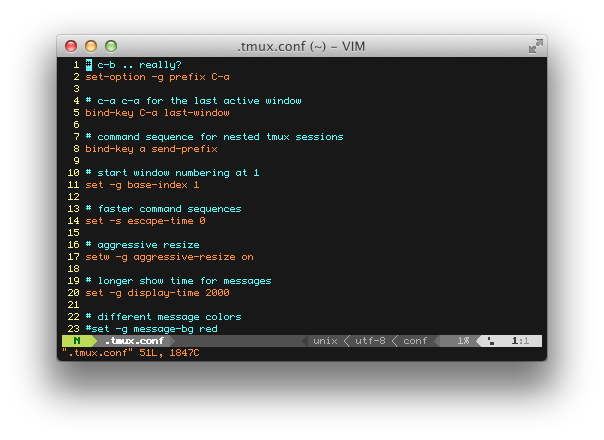 .tmux.conf (~) – VIM
1 # c-b .. really?
2 set-option -g prefix C-a
3
4 # c-a c-a for the last active window
5 bind-key C-a last-window
6
7 # command sequence for nested tmux sessions
8 bind-key a send-prefix
9
10 # start window numbering at 1
11 set -g base-index 1
12
13 # faster command sequences
14 set -s escape-time 0
15
16 # aggressive resize
17 setw -g aggressive-resize on
18
19 # longer show time for messages
20 set -g display-time 2000
21
22 # different message colors
23 #set -g message-bg red
N .tmux.conf unix utf-8 conf 1% 1:1
".tmux.conf" 51L, 1847C